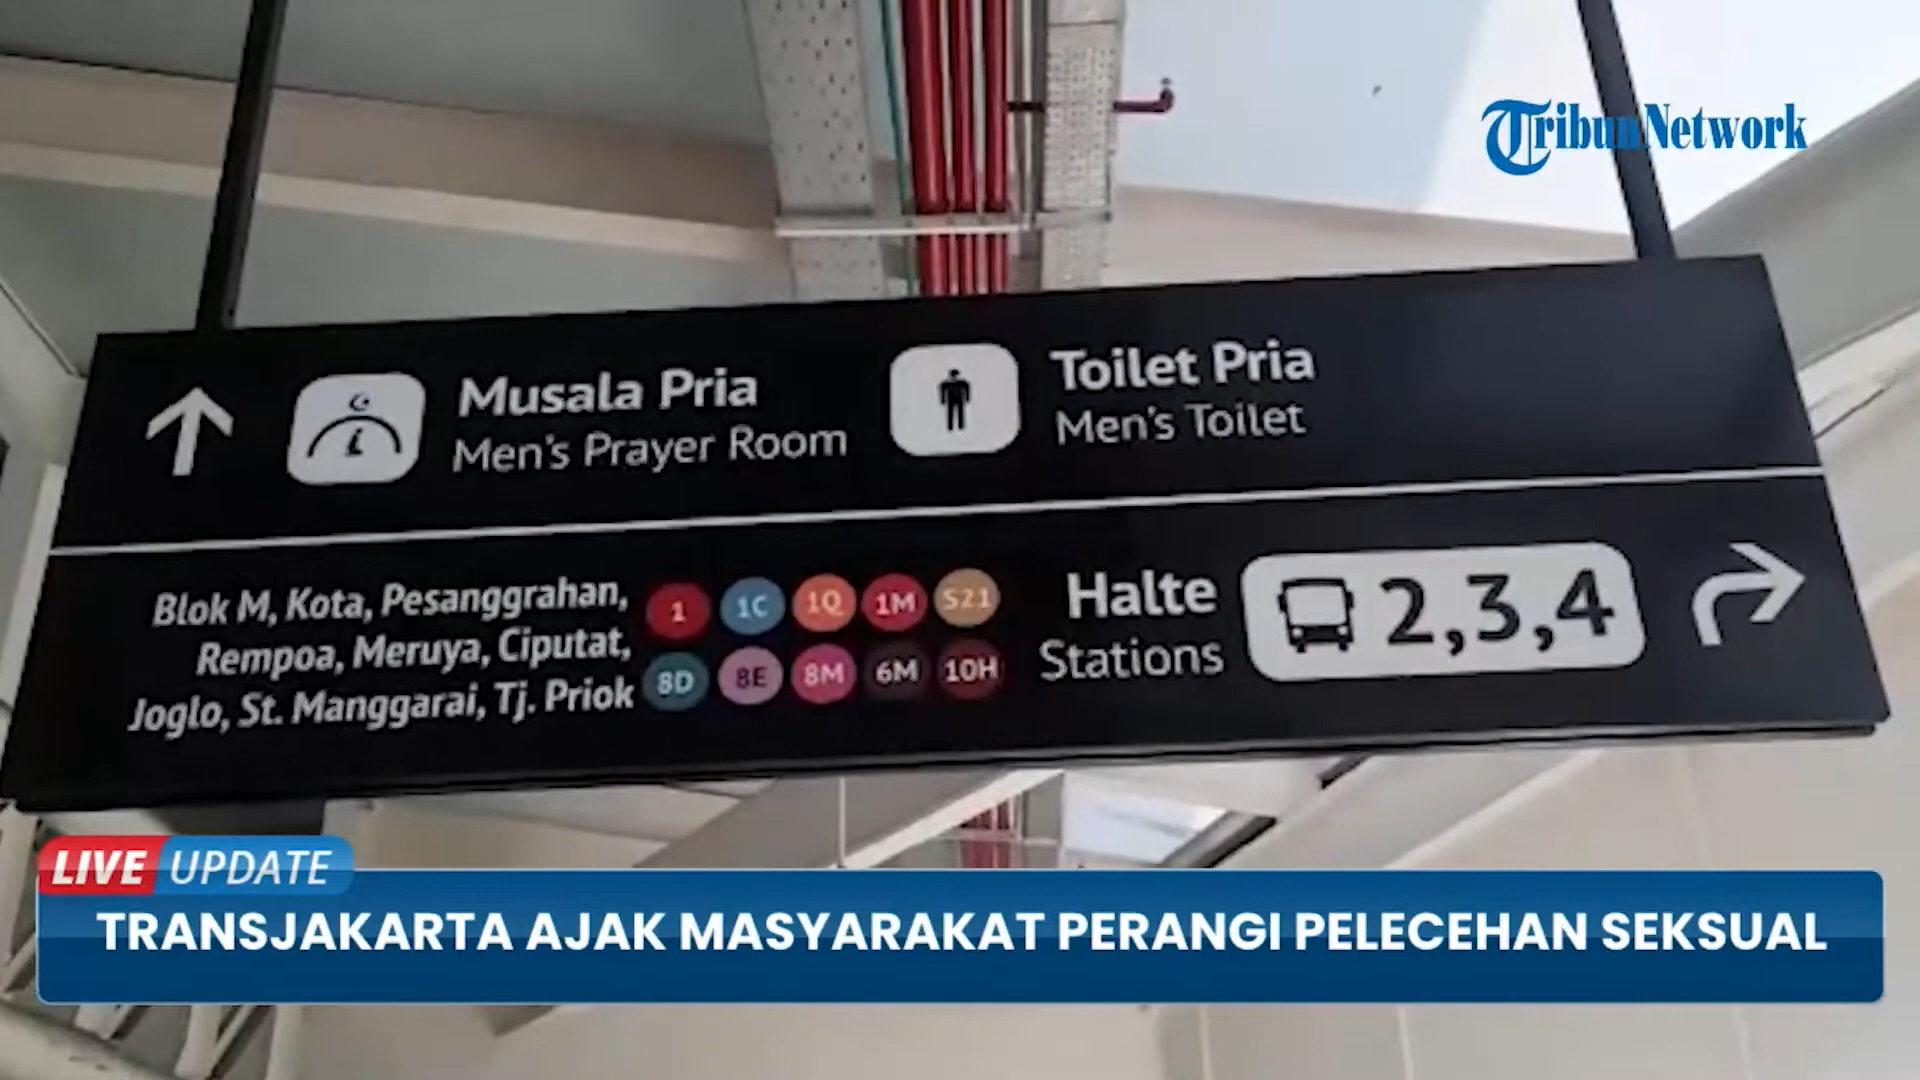 Tribun Network
Musala Pria
Men's Prayer Room
Toilet Pria
Men's Toilet
Blok M, Kota, Pesanggrahan,
Rempoa, Meruya, Ciputat,
Joglo, St. Manggarai, Tj. Priok
1 1C 1Q 1M S21
8D 8E 8M 6M 10H
Halte
Stations
2,3,4
LIVE UPDATE
TRANSJAKARTA AJAK MASYARAKAT PERANGI PELECEHAN SEKSUAL